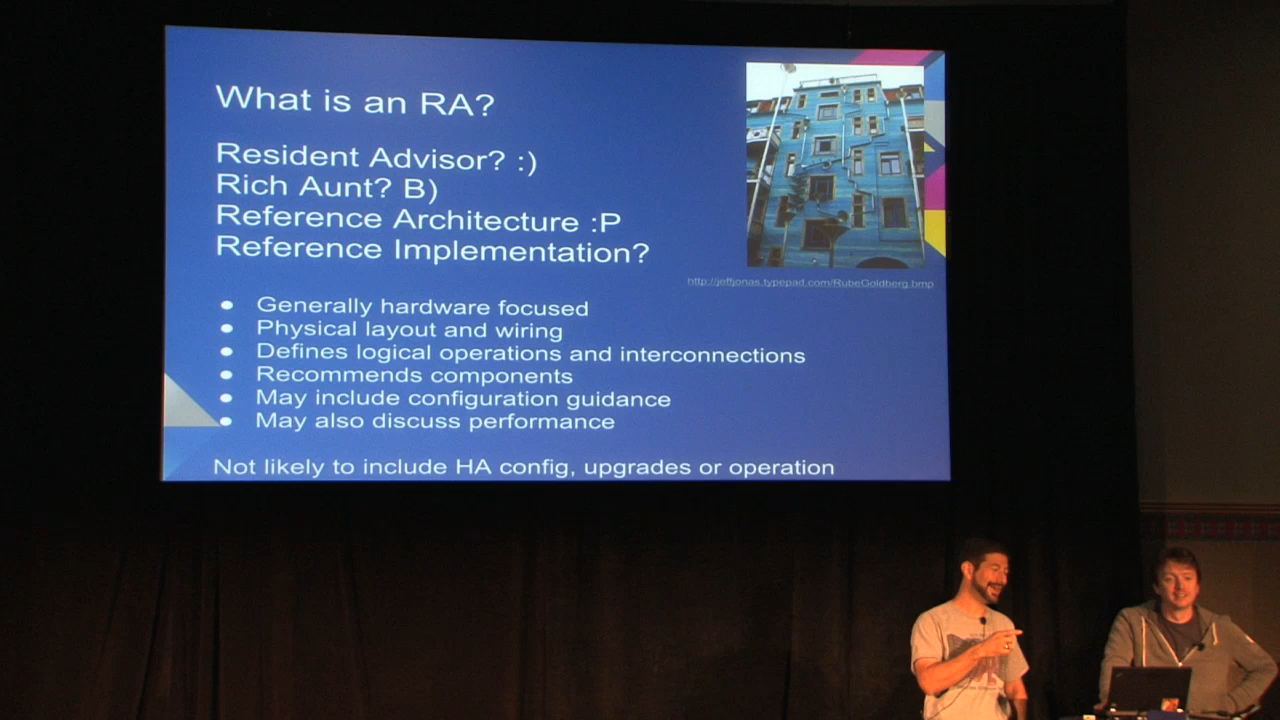 What is an RA?
Resident Advisor? :)
Rich Aunt? B)
Reference Architecture :P
Reference Implementation?
http://jeffjonas.typepad.com/RubeGoldberg.bmp
● Generally hardware focused
● Physical layout and wiring
● Defines logical operations and interconnections
● Recommends components
● May include configuration guidance
● May also discuss performance
Not likely to include HA config, upgrades or operation